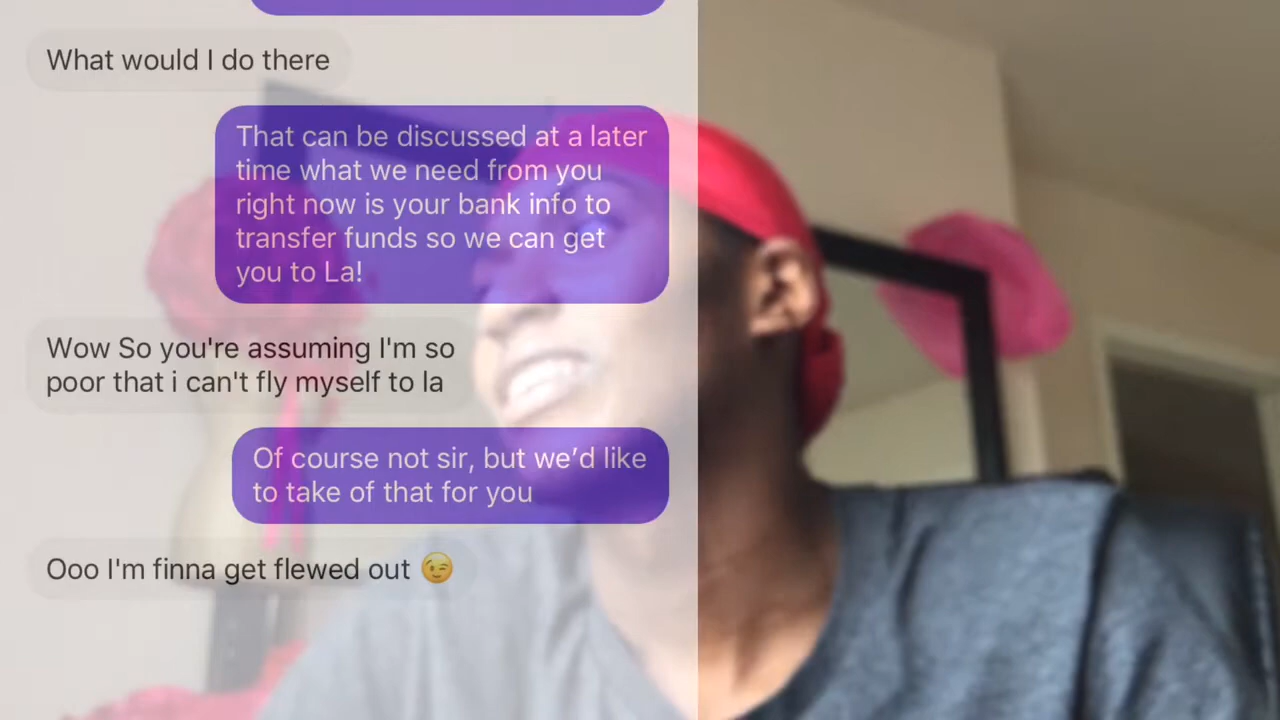 What would I do there
That can be discussed at a later
time what we need from you
right now is your bank info to
transfer funds so we can get
you to La!
Wow So you're assuming I'm so
poor that i can't fly myself to la
Of course not sir, but we’d like
to take of that for you
Ooo I'm finna get flewed out 😉